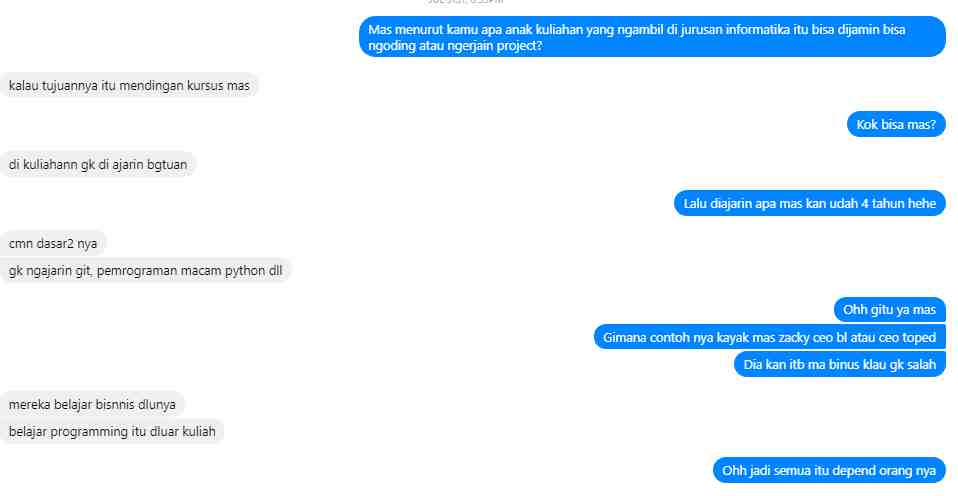 Mas menurut kamu apa anak kuliahan yang ngambil di jurusan informatika itu bisa dijamin bisa
ngoding atau ngerjain project?
kalau tujuannya itu mendingan kursus mas
Kok bisa mas?
di kuliahann gk di ajarin bgtuan
Lalu diajarin apa mas kan udah 4 tahun hehe
cmn dasar2 nya
gk ngajarin git, pemrograman macam python dll
Ohh gitu ya mas
Gimana contoh nya kayak mas zacky ceo bl atau ceo toped
Dia kan itb ma binus klau gk salah
mereka belajar bisnnis dlunya
belajar programming itu dluar kuliah
Ohh jadi semua itu depend orang nya